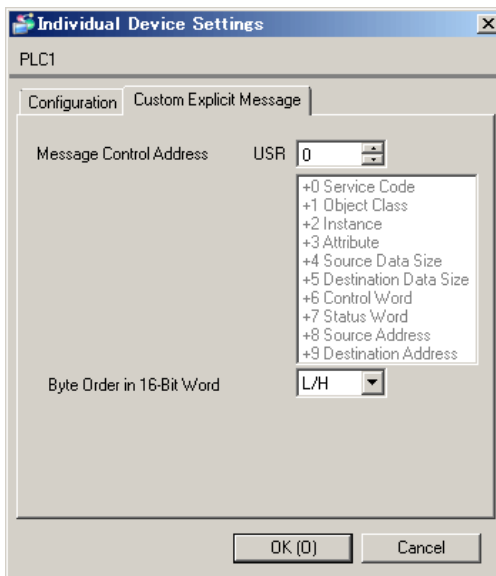 Individual Device Settings
PLC1
Configuration
Custom Explicit Message
Message Control Address USR 0
+0 Service Code
+1 Object Class
+2 Instance
+3 Attribute
+4 Source Data Size
+5 Destination Data Size
+6 Control Word
+7 Status Word
+8 Source Address
+9 Destination Address
Byte Order in 16-Bit Word L/H
OK (O) Cancel